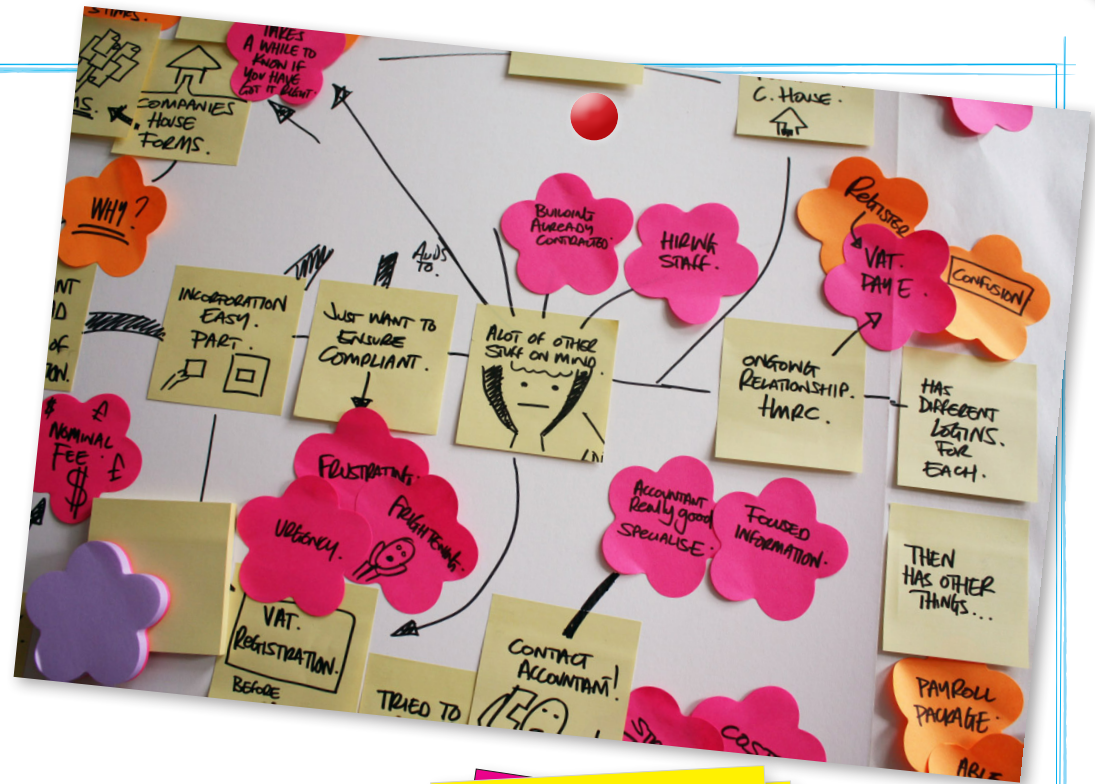 TAKES
A WHILE TO
KNOW IF
YOU HAVE
GOT IT RIGHT.
COMPANIES
HOUSE
FORMS.
C. HOUSE.
WHY?
BUILDING
ALREADY
CONTRACTED.
HIRING
STAFF.
REGISTER
VAT.
PAYE.
CONFUSION
ADDS
TO.
INCORPORATION
EASY.
PART.
JUST WANT TO
ENSURE
COMPLIANT.
ALOT OF OTHER
STUFF ON MIND.
ONGOING
RELATIONSHIP.
HMRC.
HAS
DIFFERENT
LOGINS.
FOR
EACH.
$ £
NOMINAL
FEE. £
$
FRUSTRATING.
URGENCY.
FRIGHTENING.
ACCOUNTANT
Really good
SPECIALISE.
FOCUSED
INFORMATION.
THEN
HAS OTHER
THINGS...
VAT.
REGISTRATION.
BEFORE
TRIED TO
CONTACT
ACCOUNTANT!
PAYROLL
PACKAGE.
ABLE